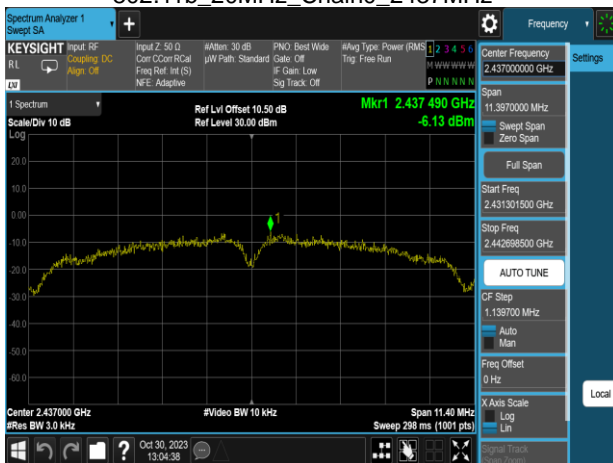 802.11b_20MHz_Chain0_2437MHz
Spectrum Analyzer 1
Swept SA
+
Frequency
KEYSIGHT
RL
LXI
Input: RF
Coupling: DC
Align: Off
Input Z: 50 Ω
Corr CCorr RCal
Freq Ref: Int (S)
NFE: Adaptive
#Atten: 30 dB
µW Path: Standard
PNO: Best Wide
Gate: Off
IF Gain: Low
Sig Track: Off
#Avg Type: Power (RMS
Trig: Free Run
1 2 3 4 5 6
M W W W W W
P N N N N N
Center Frequency
2.437000000 GHz
Settings
Span
11.3970000 MHz
Swept Span
Zero Span
Full Span
Start Freq
2.431301500 GHz
Stop Freq
2.442698500 GHz
AUTO TUNE
CF Step
1.139700 MHz
Auto
Man
Freq Offset
0 Hz
X Axis Scale
Log
Lin
Signal Track
(Span Zoom)
Local
1 Spectrum
Scale/Div 10 dB
Log
Ref Lvl Offset 10.50 dB
Ref Level 30.00 dBm
Mkr1 2.437 490 GHz
-6.13 dBm
20.0
10.0
0.00
-10.0
-20.0
-30.0
-40.0
-50.0
-60.0
1
Center 2.437000 GHz
#Res BW 3.0 kHz
#Video BW 10 kHz
Span 11.40 MHz
Sweep 298 ms (1001 pts)
?
Oct 30, 2023
13:04:38